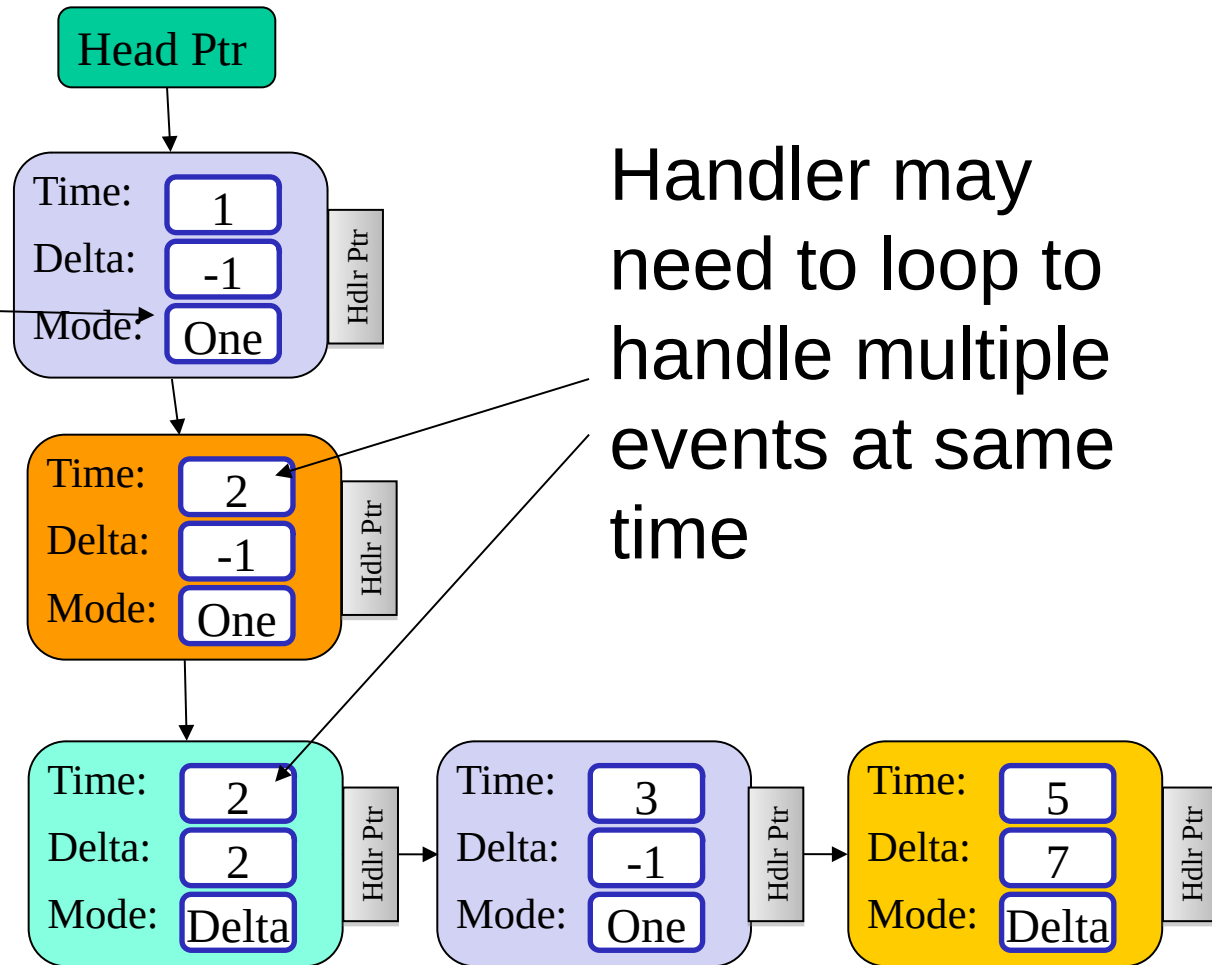 Head Ptr
Time: 1
Delta: -1
Mode: One
Hdlr Ptr
Handler may
need to loop to
handle multiple
events at same
time
Time: 2
Delta: -1
Mode: One
Hdlr Ptr
Time: 2
Delta: 2
Mode: Delta
Hdlr Ptr
Time: 3
Delta: -1
Mode: One
Hdlr Ptr
Time: 5
Delta: 7
Mode: Delta
Hdlr Ptr